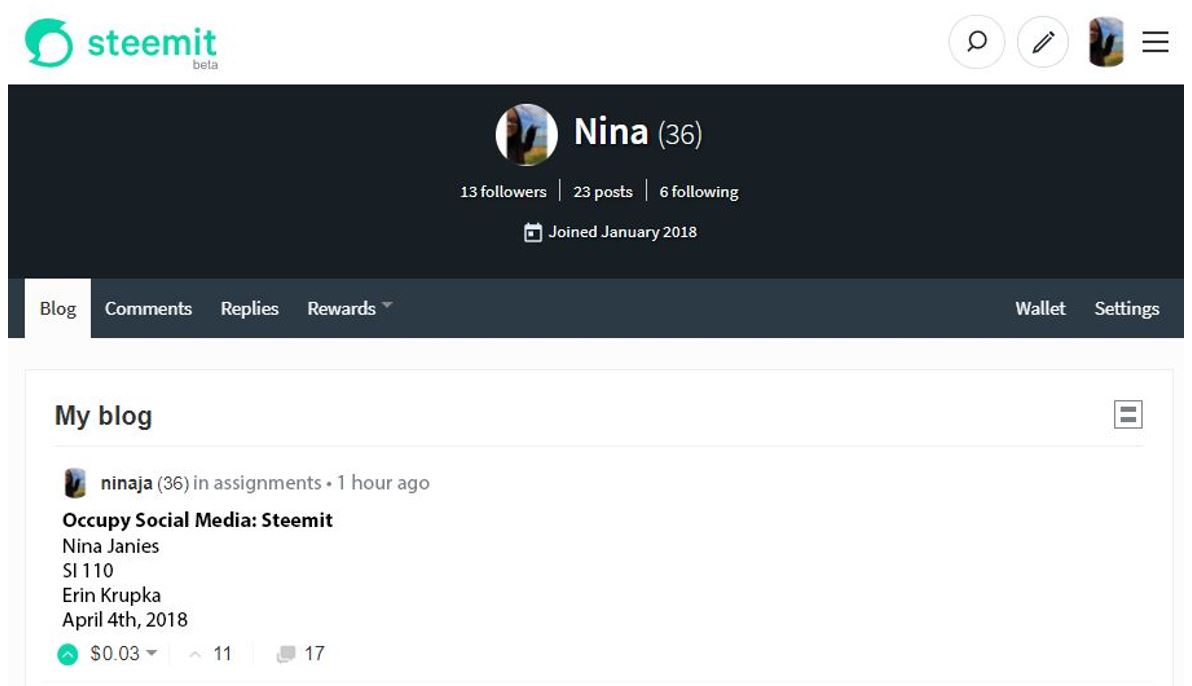 steemit
beta
Nina (36)
13 followers 23 posts 6 following
Joined January 2018
Blog Comments Replies Rewards Wallet Settings
My blog
ninaja (36) in assignments • 1 hour ago
Occupy Social Media: Steemit
Nina Janies
SI 110
Erin Krupka
April 4th, 2018
$0.03 11 17